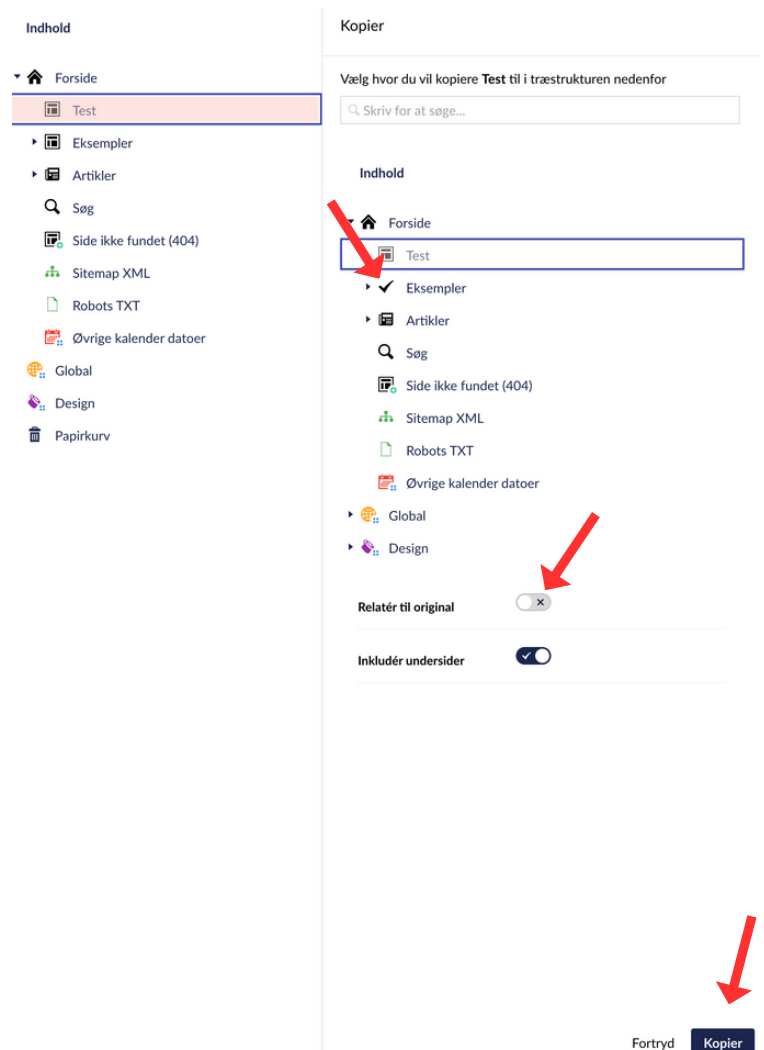 Indhold
Forside
Test
Eksempler
Artikler
Søg
Side ikke fundet (404)
Sitemap XML
Robots TXT
Øvrige kalender datoer
Global
Design
Papirkurv
Kopier
Vælg hvor du vil kopiere Test til i træstrukturen nedenfor
Skriv for at søge...
Indhold
Forside
Test
Eksempler
Artikler
Søg
Side ikke fundet (404)
Sitemap XML
Robots TXT
Øvrige kalender datoer
Global
Design
Relatér til original
Inkludér undersider
Fortryd Kopier